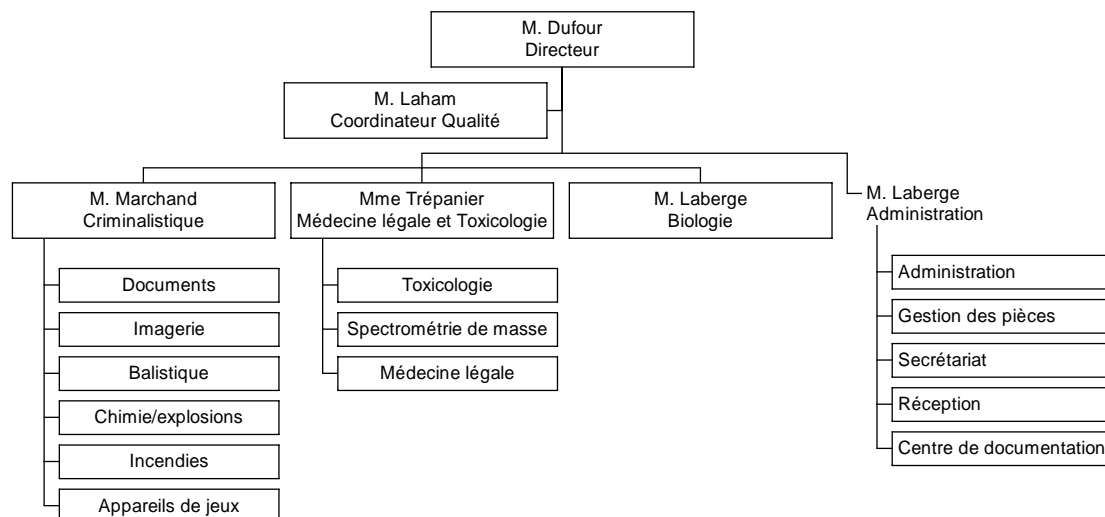 M. Dufour
Directeur
M. Laham
Coordinateur Qualité
M. Marchand
Criminalistique
Mme Trépanier
Médecine légale et Toxicologie
M. Laberge
Biologie
M. Laberge
Administration
Documents
Imagerie
Balistique
Chimie/explosions
Incendies
Appareils de jeux
Toxicologie
Spectrométrie de masse
Médecine légale
Administration
Gestion des pièces
Secrétariat
Réception
Centre de documentation